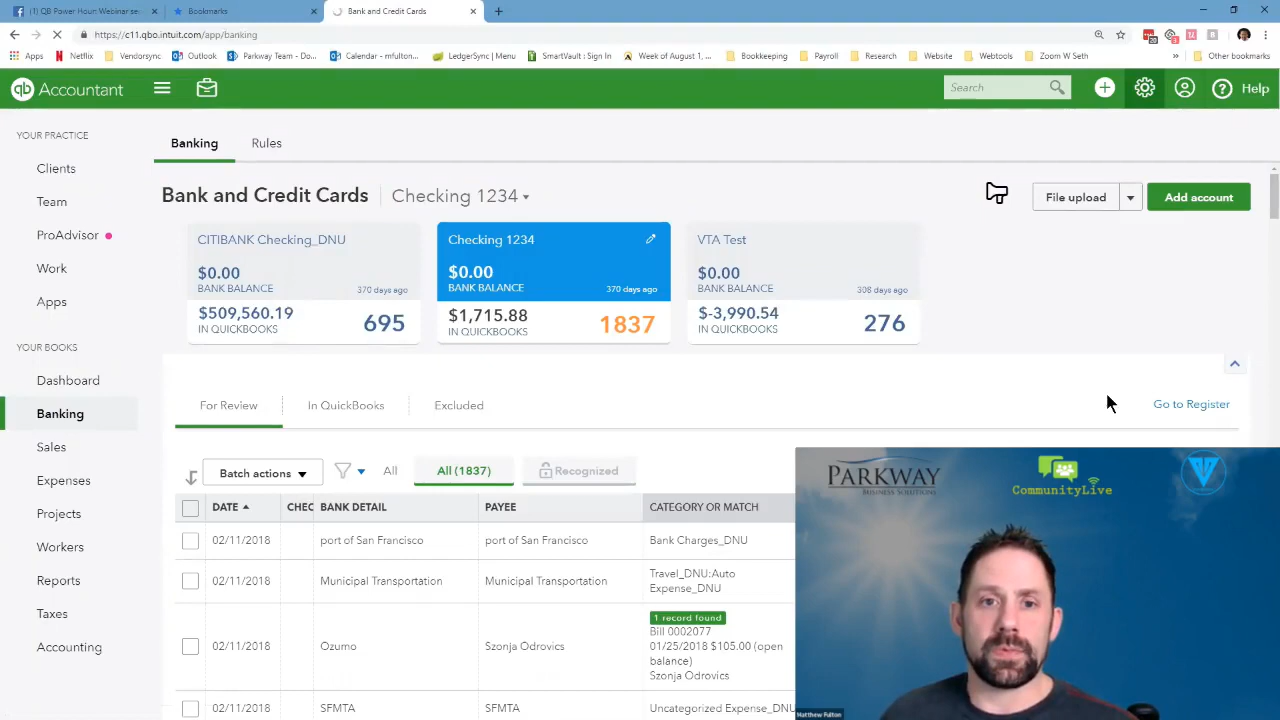 (1) QB Power Hour Webinar se
Bookmarks
Bank and Credit Cards
https://c11.qbo.intuit.com/app/banking
Apps Netflix Vendorsync Outlook Parkway Team - Do... Calendar - mfulton... LedgerSync | Menu SmartVault : Sign In Week of August 1,... Bookkeeping Payroll Research Website Webtools Zoom W Seth » Other bookmarks
qb Accountant
Search
Help
YOUR PRACTICE
Clients
Team
ProAdvisor
Work
Apps
YOUR BOOKS
Dashboard
Banking
Sales
Expenses
Projects
Workers
Reports
Taxes
Accounting
Banking Rules
Bank and Credit Cards Checking 1234
File upload
Add account
CITIBANK Checking_DNU
$0.00
BANK BALANCE 370 days ago
$509,560.19
IN QUICKBOOKS
695
Checking 1234
$0.00
BANK BALANCE 370 days ago
$1,715.88
IN QUICKBOOKS
1837
VTA Test
$0.00
BANK BALANCE 308 days ago
$-3,990.54
IN QUICKBOOKS
276
For Review In QuickBooks Excluded
Go to Register
Batch actions All All (1837) Recognized
DATE CHEC BANK DETAIL PAYEE CATEGORY OR MATCH
02/11/2018 port of San Francisco port of San Francisco Bank Charges_DNU
02/11/2018 Municipal Transportation Municipal Transportation Travel_DNU:Auto
Expense_DNU
02/11/2018 Ozumo Szonja Odrovics
1 record found
Bill 0002077
01/25/2018 $105.00 (open
balance)
Szonja Odrovics
02/11/2018 SFMTA SFMTA Uncategorized Expense_DNU
PARKWAY
BUSINESS SOLUTIONS
COMMUNITYLIVE
Matthew Fulton